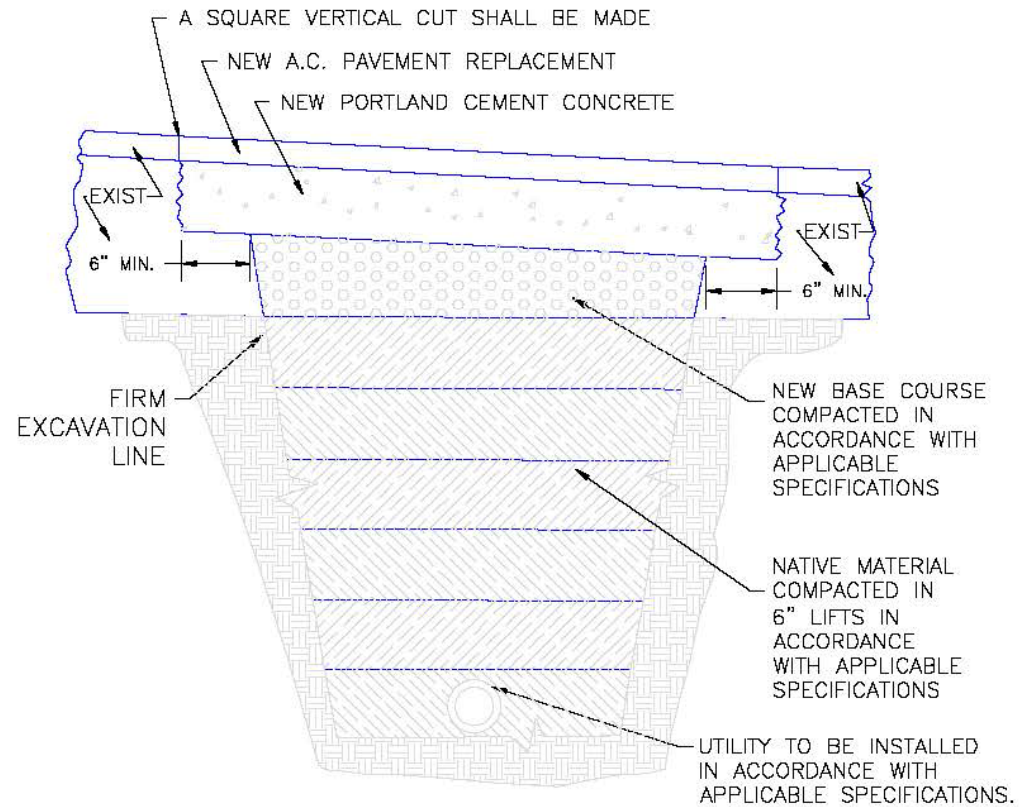 A SQUARE VERTICAL CUT SHALL BE MADE
NEW A.C. PAVEMENT REPLACEMENT
NEW PORTLAND CEMENT CONCRETE
EXIST
6" MIN.
EXIST
6" MIN.
FIRM
EXCAVATION
LINE
NEW BASE COURSE
COMPACTED IN
ACCORDANCE WITH
APPLICABLE
SPECIFICATIONS
NATIVE MATERIAL
COMPACTED IN
6" LIFTS IN
ACCORDANCE
WITH APPLICABLE
SPECIFICATIONS
UTILITY TO BE INSTALLED
IN ACCORDANCE WITH
APPLICABLE SPECIFICATIONS.